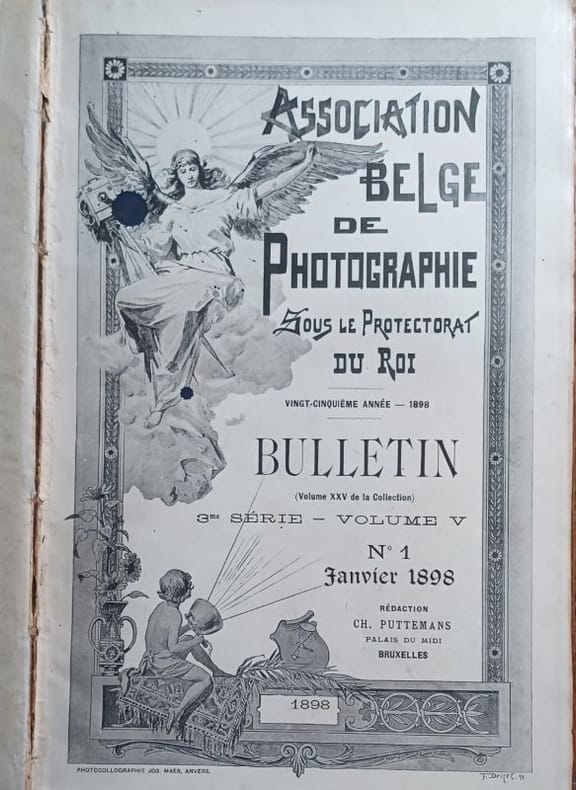 ASSOCIATION
BELGE
DE
PHOTOGRAPHIE
SOUS LE PROTECTORAT
DU ROI
VINGT-CINQUIÈME ANNÉE — 1898
BULLETIN
(Volume XXV de la Collection)
3me SÉRIE — VOLUME V
N° 1
Janvier 1898
RÉDACTION
CH. PUTTEMANS
PALAIS DU MIDI
BRUXELLES
1898
PHOTOCOLLOGRAPHIE JOS. MAES, ANVERS.